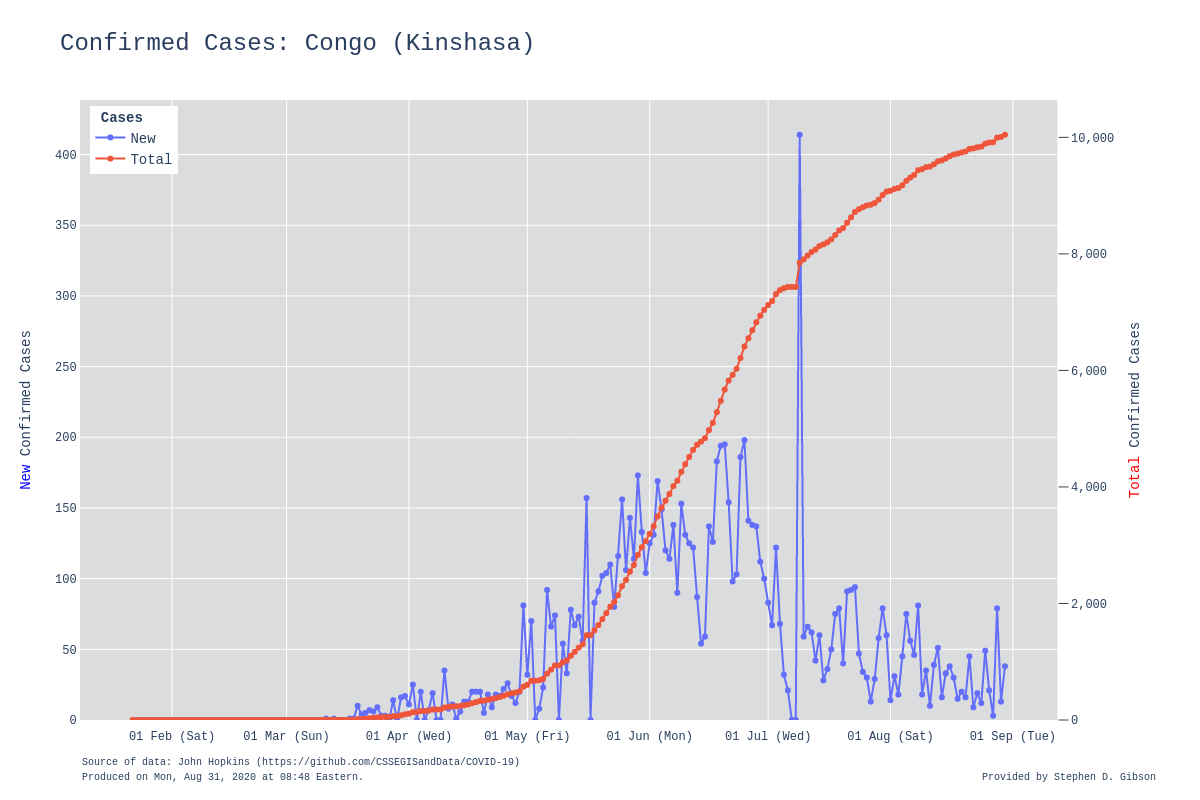 Confirmed Cases: Congo (Kinshasa)
Cases
New
Total
400
350
300
250
200
150
100
50
0
10,000
8,000
6,000
4,000
2,000
0
New Confirmed Cases
Total Confirmed Cases
01 Feb (Sat) 01 Mar (Sun) 01 Apr (Wed) 01 May (Fri) 01 Jun (Mon) 01 Jul (Wed) 01 Aug (Sat) 01 Sep (Tue)
Source of data: John Hopkins (https://github.com/CSSEGISandData/COVID-19)
Produced on Mon, Aug 31, 2020 at 08:48 Eastern.
Provided by Stephen D. Gibson